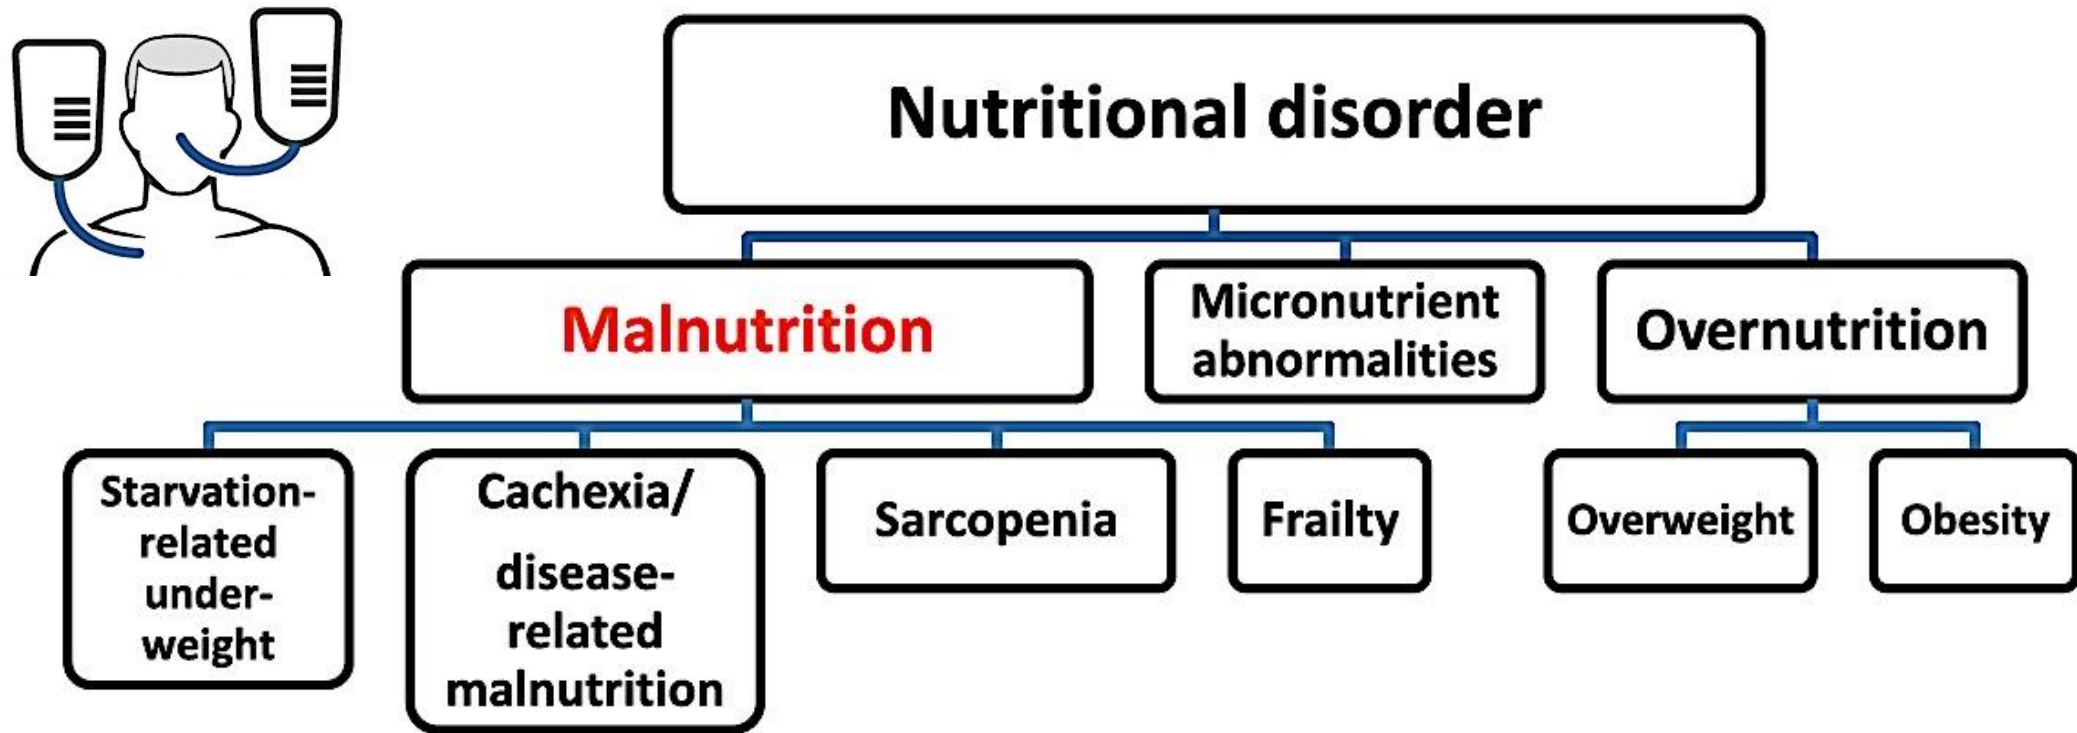 Nutritional disorder
Malnutrition
Micronutrient
abnormalities
Overnutrition
Starvation-
related
under-
weight
Cachexia/
disease-
related
malnutrition
Sarcopenia
Frailty
Overweight
Obesity